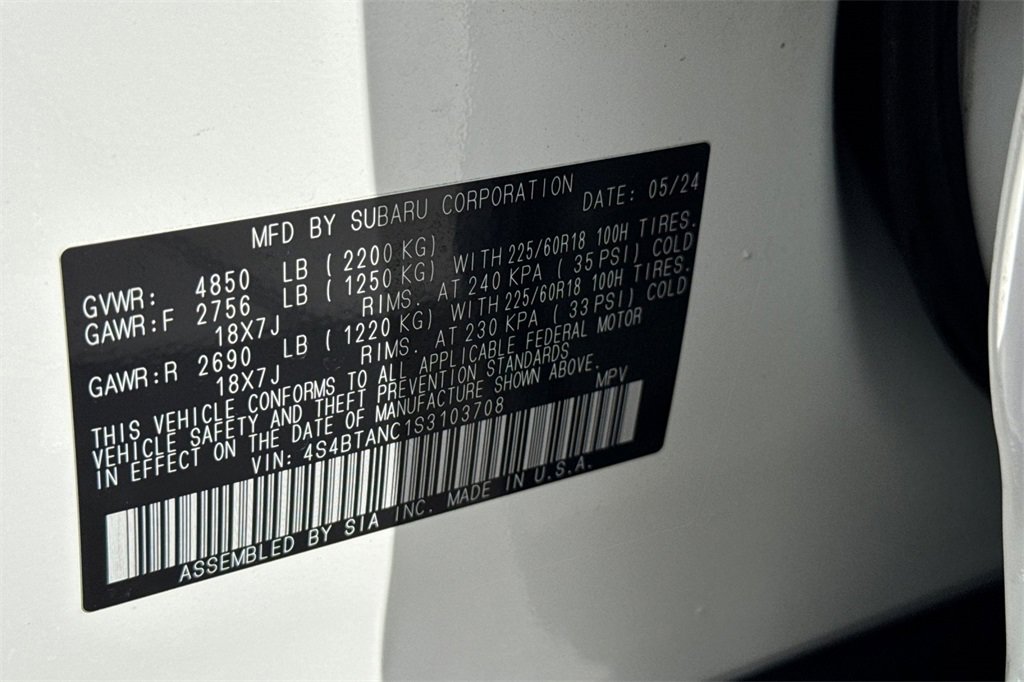 MFD BY SUBARU CORPORATION DATE: 05/24
GVWR: 4850 LB ( 2200 KG)
GAWR:F 2756 LB ( 1250 KG) WITH 225/60R18 100H TIRES.
18X7J RIMS. AT 240 KPA ( 35 PSI) COLD
GAWR:R 2690 LB ( 1220 KG) WITH 225/60R18 100H TIRES.
18X7J RIMS. AT 230 KPA ( 33 PSI) COLD
THIS VEHICLE CONFORMS TO ALL APPLICABLE FEDERAL MOTOR
VEHICLE SAFETY AND THEFT PREVENTION STANDARDS
IN EFFECT ON THE DATE OF MANUFACTURE SHOWN ABOVE.
VIN: 4S4BTANC1S3103708 MPV
ASSEMBLED BY SIA INC. MADE IN U.S.A.